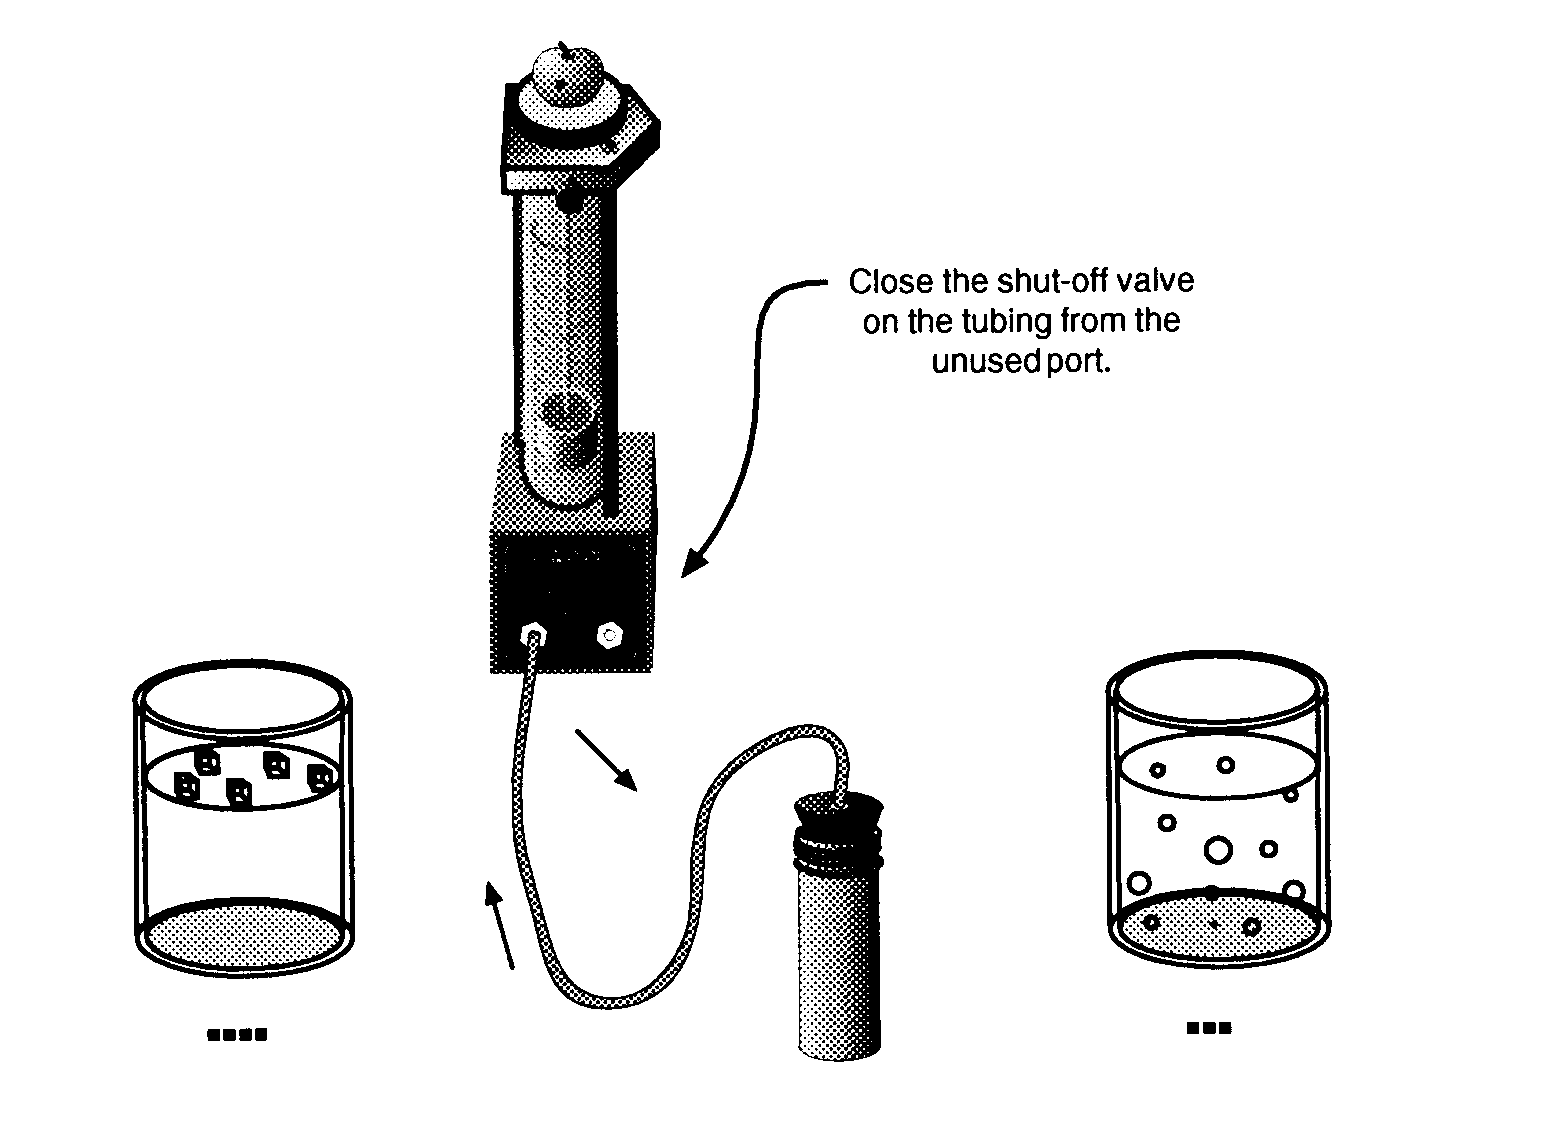 Close the shut-off valve
on the tubing from the
unused port.